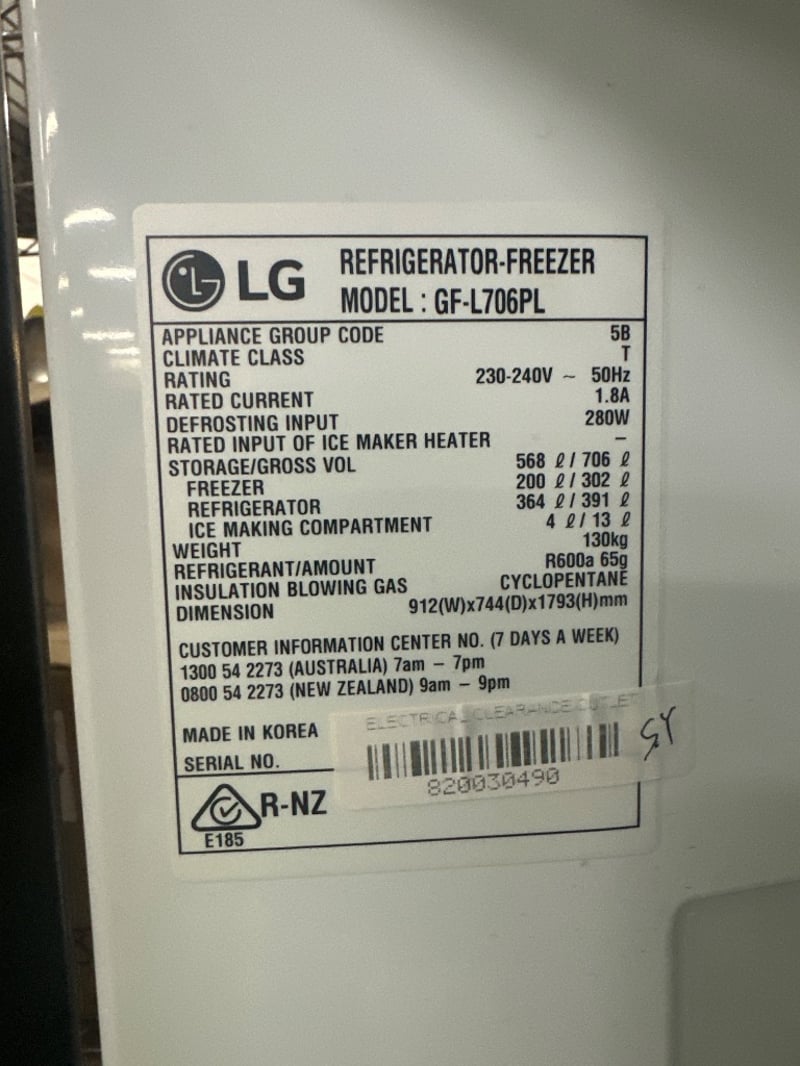 LG
REFRIGERATOR-FREEZER
MODEL : GF-L706PL
APPLIANCE GROUP CODE 5B
CLIMATE CLASS T
RATING 230-240V ~ 50Hz
RATED CURRENT 1.8A
DEFROSTING INPUT 280W
RATED INPUT OF ICE MAKER HEATER –
STORAGE/GROSS VOL 568 ℓ / 706 ℓ
FREEZER 200 ℓ / 302 ℓ
REFRIGERATOR 364 ℓ / 391 ℓ
ICE MAKING COMPARTMENT 4 ℓ / 13 ℓ
WEIGHT 130kg
REFRIGERANT/AMOUNT R600a 65g
INSULATION BLOWING GAS CYCLOPENTANE
DIMENSION 912(W)x744(D)x1793(H)mm
CUSTOMER INFORMATION CENTER NO. (7 DAYS A WEEK)
1300 54 2273 (AUSTRALIA) 7am – 7pm
0800 54 2273 (NEW ZEALAND) 9am – 9pm
MADE IN KOREA
SERIAL NO.
ELECTRICAL CLEARANCE OUTLET
820030490
5Y
R-NZ
E185